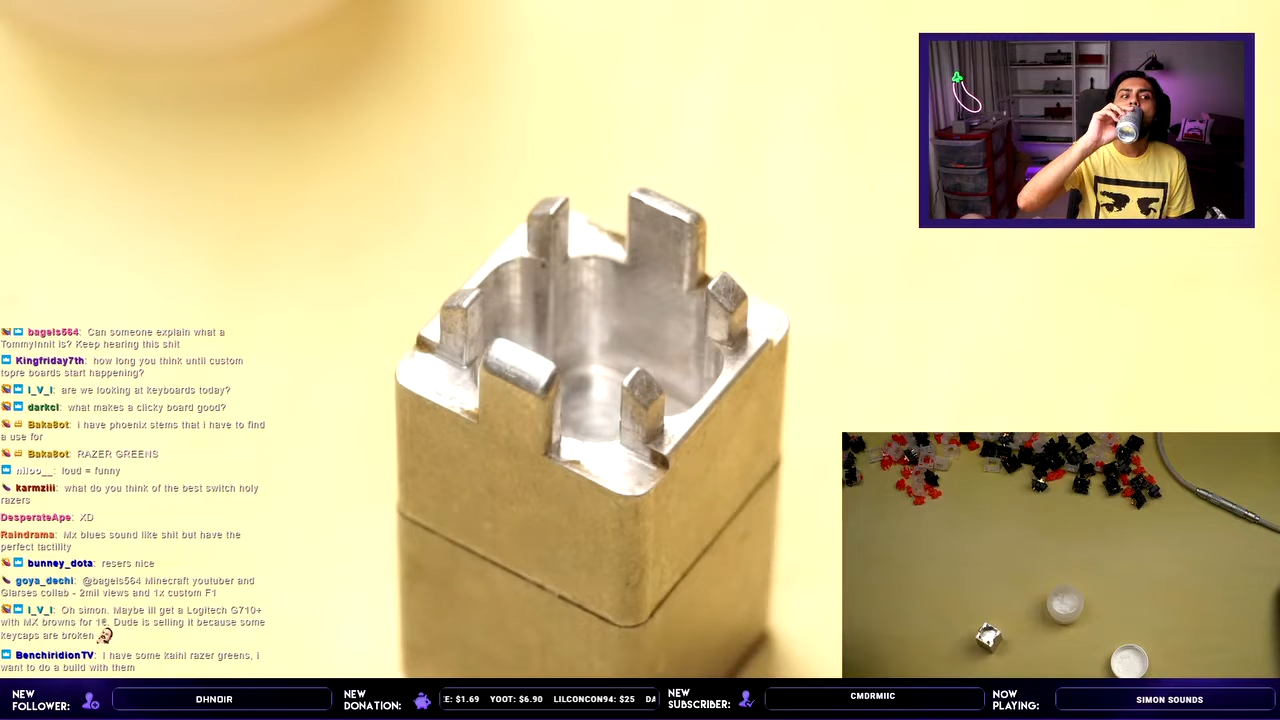 bagels564: Can someone explain what a
TommyInnit is? Keep hearing this shit
Kingfriday7th: how long you think until custom
topre boards start happening?
I_V_I: are we looking at keyboards today?
darkcl: what makes a clicky board good?
Baka8ot: i have phoenix stems that i have to find
a use for
Baka8ot: RAZER GREENS
niloo__: loud = funny
karmziii: what do you think of the best switch holy
razers
DesperateApe: XD
Raindrama: Mx blues sound like shit but have the
perfect tactility
bunney_dota: resers nice
goya_dechi: @bagels564 Minecraft youtuber and
Glarses collab - 2mil views and 1x custom F1
I_V_I: Oh simon. Maybe ill get a Logitech G710+
with MX browns for 1€. Dude is selling it because some
keycaps are broken
BenchiridionTV: I have some kaihl razer greens, i
want to do a build with them
NEW FOLLOWER: DHNOIR
NEW DONATION: E: $1.69 YOOT: $6.90 LILCONCON94: $25 DA
NEW SUBSCRIBER: CMDRMIIC
NOW PLAYING: SIMON SOUNDS